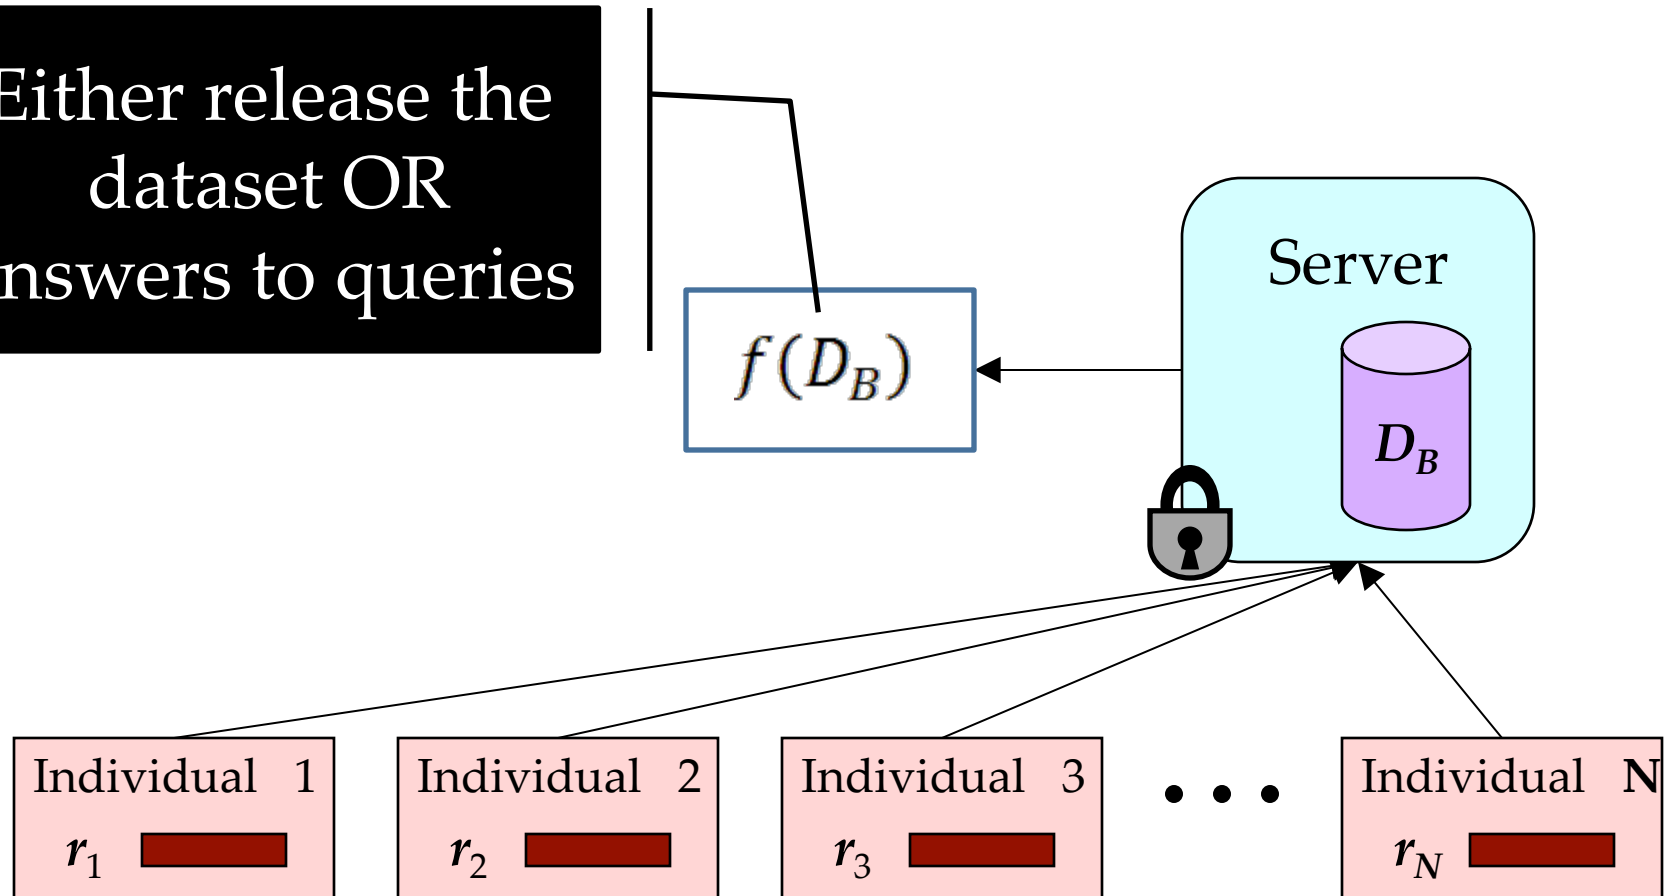 Either release the
dataset OR
nswers to queries
Server
f(D_B)
D_B
Individual 1
r_1
Individual 2
r_2
Individual 3
r_3
• • •
Individual N
r_N